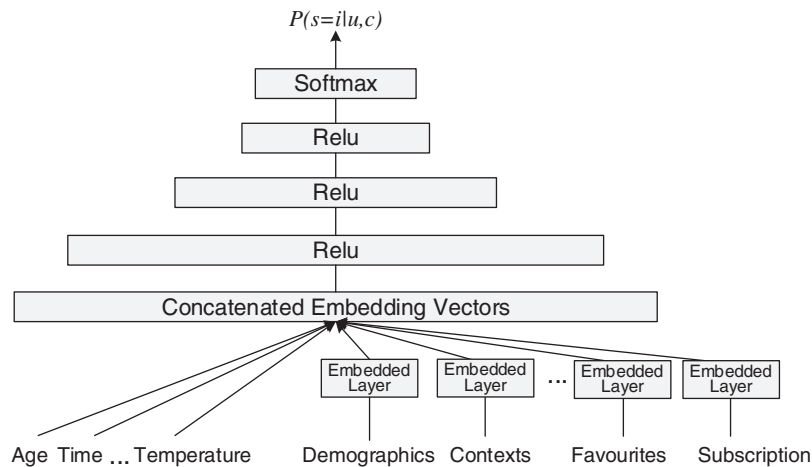 P(s=i|u,c)
Softmax
Relu
Relu
Relu
Concatenated Embedding Vectors
Embedded Layer
Embedded Layer
...
Embedded Layer
Embedded Layer
Age Time ... Temperature Demographics Contexts Favourites Subscription